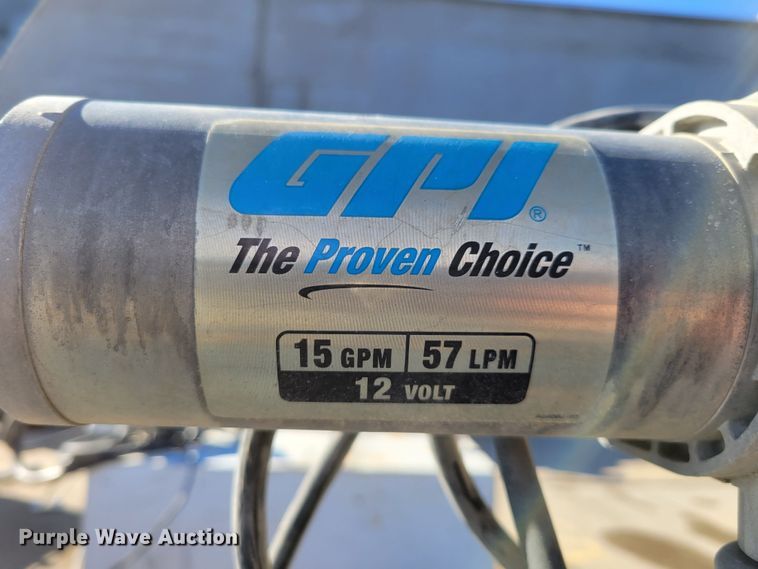 GPI®
The Proven Choice™
15 GPM | 57 LPM
12 VOLT
Purple Wave Auction